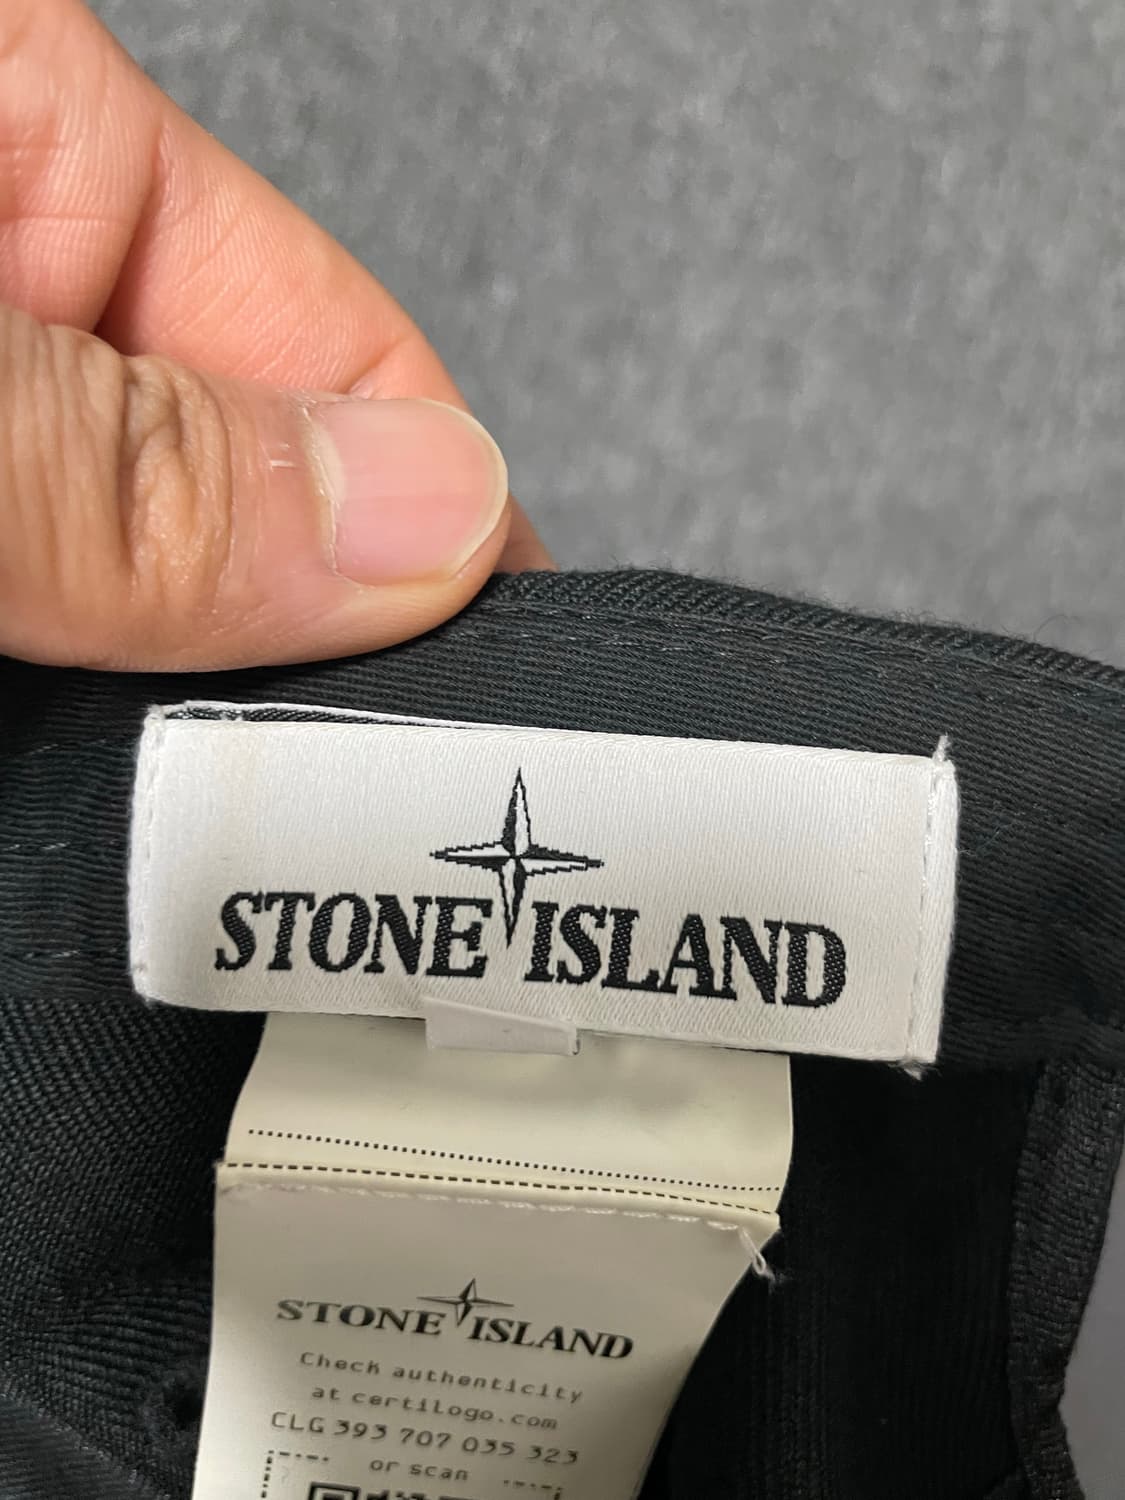 STONE ISLAND
STONE ISLAND
Check authenticity
at certilogo.com
CLG 393 707 035 323
or scan